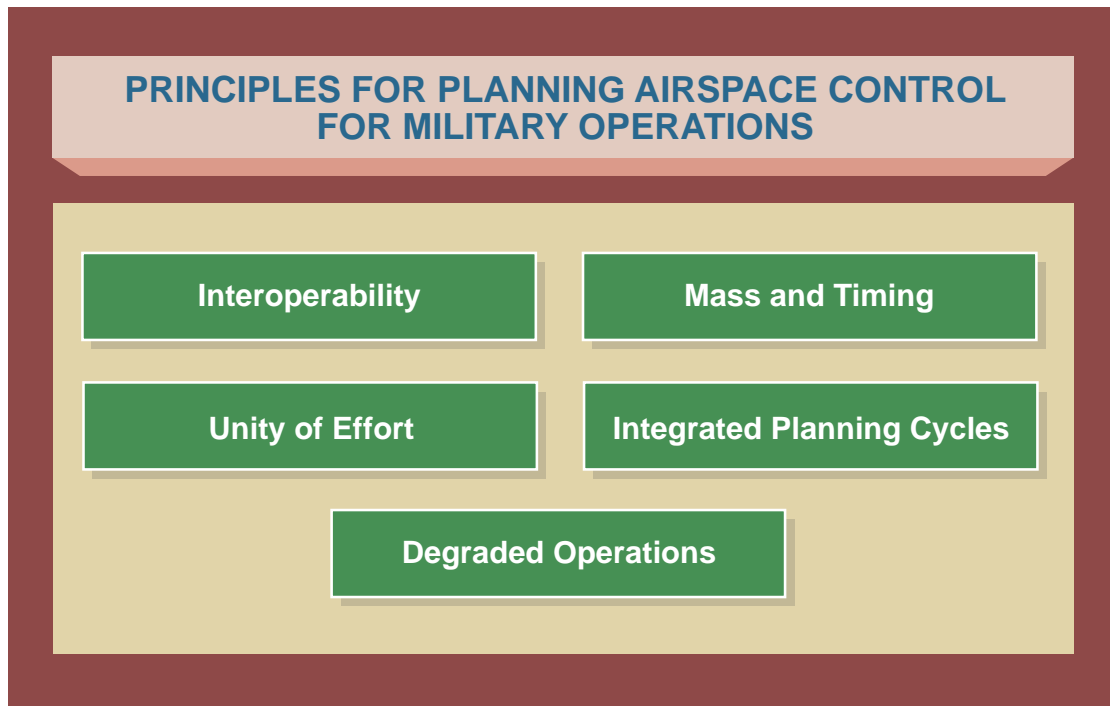 PRINCIPLES FOR PLANNING AIRSPACE CONTROL
FOR MILITARY OPERATIONS
Interoperability
Mass and Timing
Unity of Effort
Integrated Planning Cycles
Degraded Operations